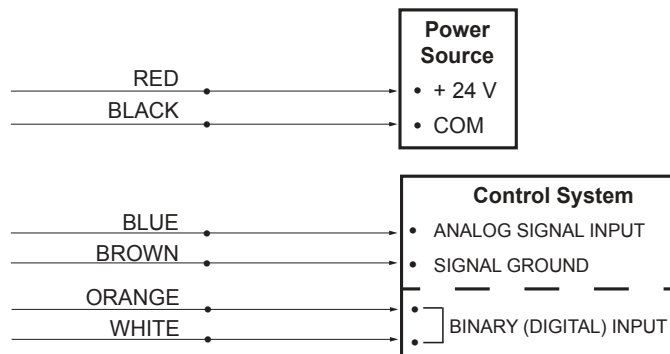 Power
Source
RED
+ 24 V
BLACK
COM
Control System
BLUE
ANALOG SIGNAL INPUT
BROWN
SIGNAL GROUND
ORANGE
WHITE
BINARY (DIGITAL) INPUT